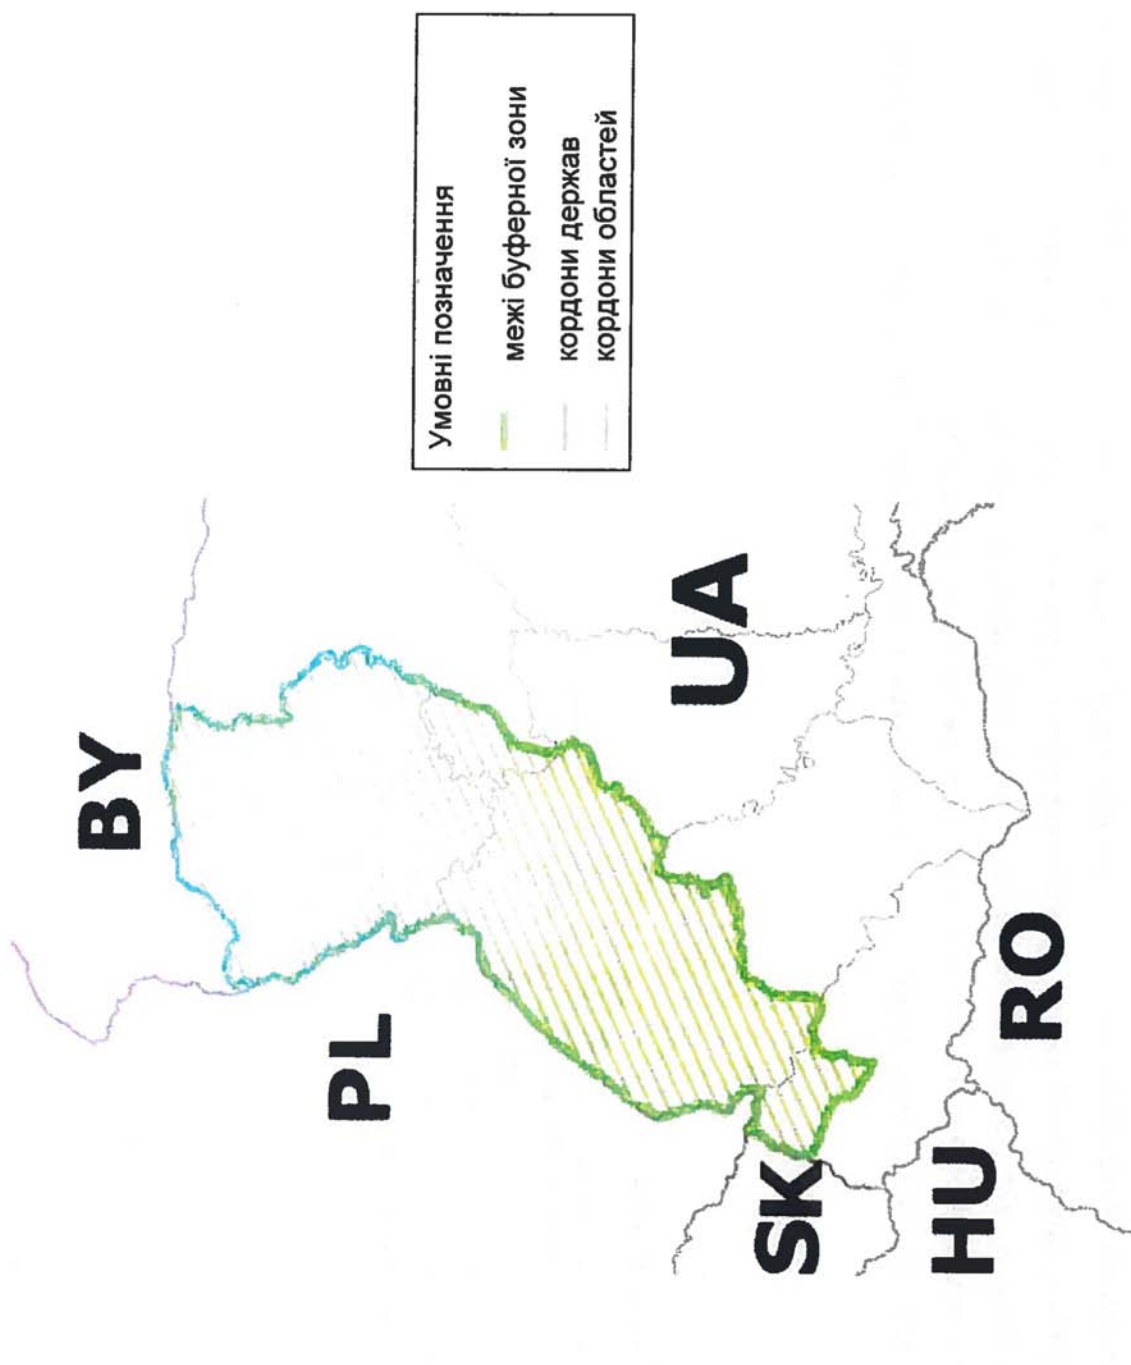 Умовні позначення
межі буферної зони
кордони держав
кордони областей
BY
PL
UA
SK
HU
RO